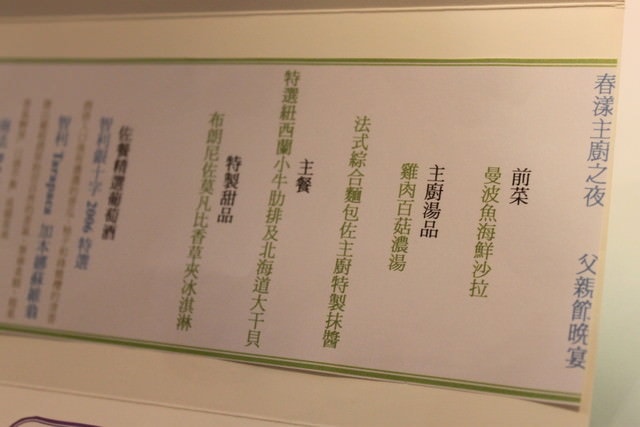 春漾主廚之夜 父親節晚宴
前菜
曼波魚海鮮沙拉
主廚湯品
雞肉百菇濃湯
法式綜合麵包佐主廚特製抹醬
主餐
特選紐西蘭小牛肋排及北海道大干貝
特製甜品
布朗尼佐莫凡比香草夾冰淇淋
佐餐精選葡萄酒
智利銀十字 2006 特選
智利 Tarapaca 加本纳蘇維翁